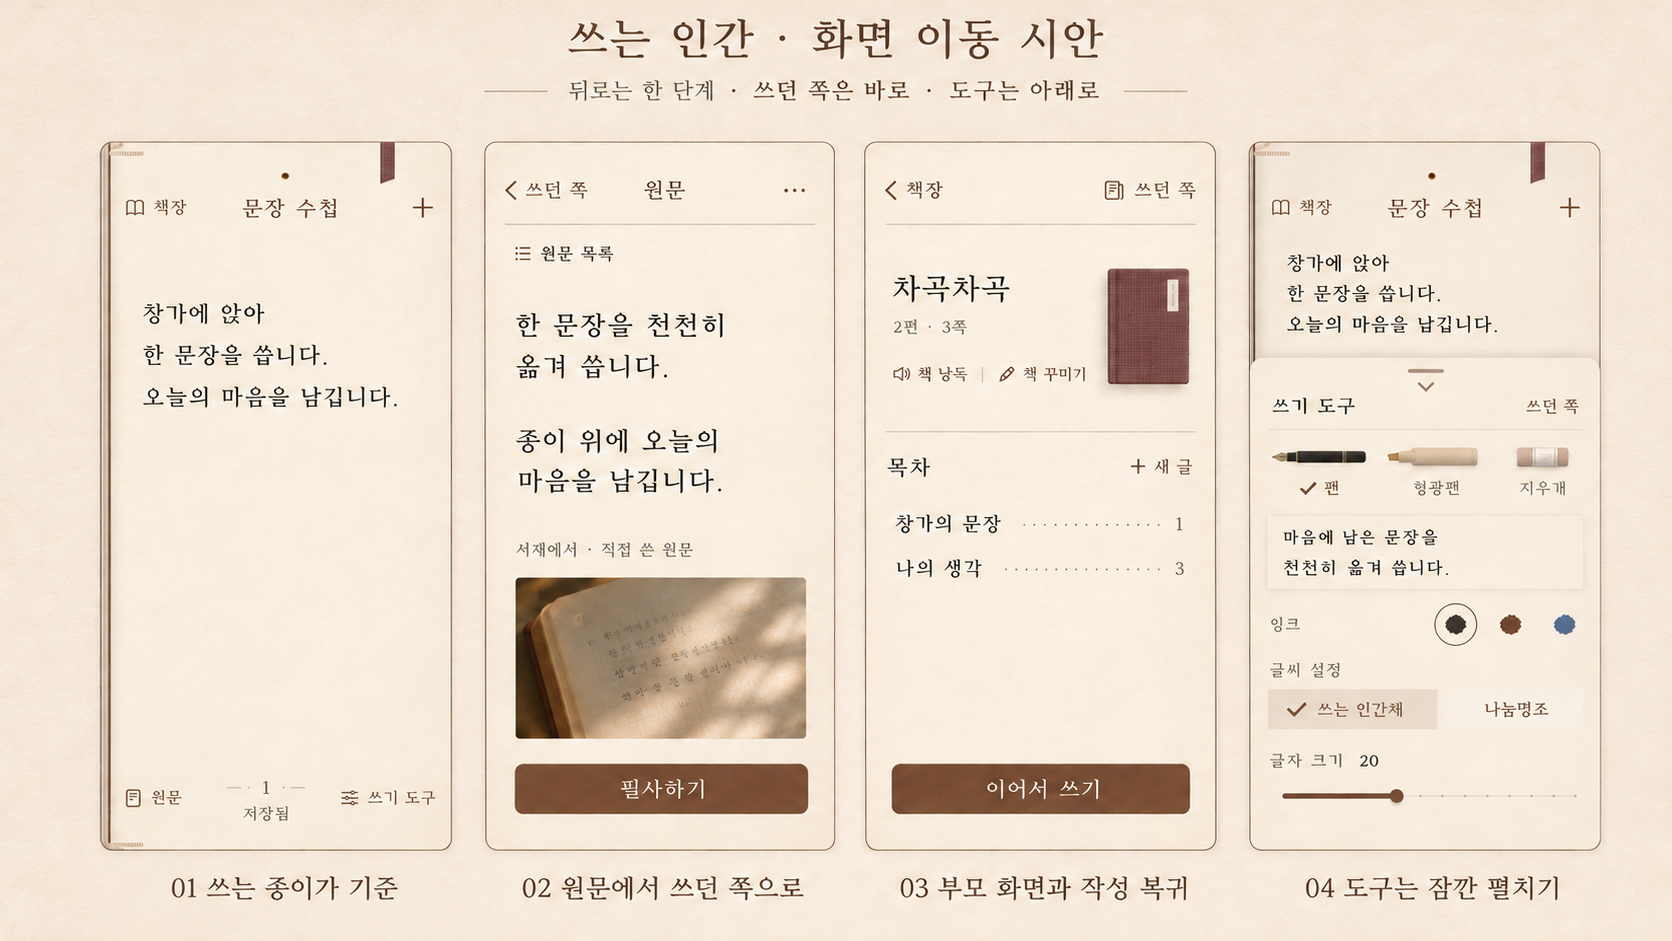 쓰는 인간 · 화면 이동 시안
뒤로는 한 단계 · 쓰던 쪽은 바로 · 도구는 아래로
책장
문장 수첩
창가에 앉아
한 문장을 씁니다.
오늘의 마음을 남깁니다.
원문
1
저장됨
쓰기 도구
01 쓰는 종이가 기준
쓰던 쪽
원문
원문 목록
한 문장을 천천히
옮겨 씁니다.
종이 위에 오늘의
마음을 남깁니다.
서재에서 · 직접 쓴 원문
필사하기
02 원문에서 쓰던 쪽으로
책장
쓰던 쪽
차곡차곡
2편 · 3쪽
책 낭독
책 꾸미기
목차
+ 새 글
창가의 문장 1
나의 생각 3
이어서 쓰기
03 부모 화면과 작성 복귀
책장
문장 수첩
창가에 앉아
한 문장을 씁니다.
오늘의 마음을 남깁니다.
쓰기 도구
쓰던 쪽
팬
형광팬
지우개
마음에 남은 문장을
천천히 옮겨 씁니다.
잉크
글씨 설정
쓰는 인간채
나눔명조
글자 크기 20
04 도구는 잠깐 펼치기